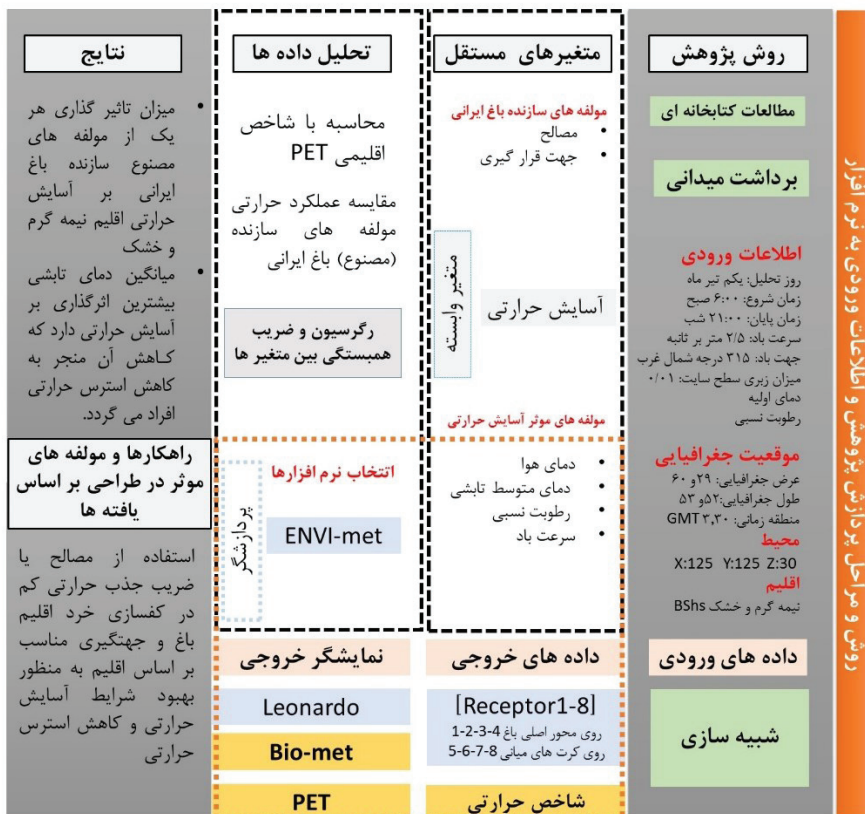 روش و مراحل پردازش پژوهش و اطلاعات ورودی به نرم افزار
روش پژوهش
مطالعات کتابخانه ای
برداشت میدانی
اطلاعات ورودی
روز تحلیل: یکم تیر ماه
زمان شروع: ۶:۰۰ صبح
زمان پایان: ۲۱:۰۰ شب
سرعت باد: ۲/۵ متر بر ثانیه
جهت باد: ۳۱۵ درجه شمال غرب
میزان زبری سطح سایت: ۰/۰۱
دمای اولیه
رطوبت نسبی
موقعیت جغرافیایی
عرض جغرافیایی: ۲۹و ۶۰
طول جغرافیایی:۵۲و ۵۳
منطقه زمانی: GMT ۳,۳۰
محیط
X:125 Y:125 Z:30
اقلیم
نیمه گرم و خشک BShs
داده های ورودی
شبیه سازی
متغیرهای مستقل
مولفه های سازنده باغ ایرانی
• مصالح
• جهت قرار گیری
متغیر وابسته
آسایش حرارتی
مولفه های موثر آسایش حرارتی
• دمای هوا
• دمای متوسط تابشی
• رطوبت نسبی
• سرعت باد
داده های خروجی
[Receptor1-8]
روی محور اصلی باغ 4-3-2-1
روی کرت های میانی 8-7-6-5
شاخص حرارتی
تحلیل داده ها
محاسبه با شاخص
اقلیمی PET
مقایسه عملکرد حرارتی
مولفه های سازنده
(مصنوع) باغ ایرانی
رگرسیون و ضریب
همبستگی بین متغیر ها
انتخاب نرم افزارها
پردازشگر
ENVI-met
نمایشگر خروجی
Leonardo
Bio-met
PET
نتایج
• میزان تاثیر گذاری هر
یک از مولفه های
مصنوع سازنده باغ
ایرانی بر آسایش
حرارتی اقلیم نیمه گرم
و خشک
• میانگین دمای تابشی
بیشترین اثرگذاری بر
آسایش حرارتی دارد که
کاهش آن منجر به
کاهش استرس حرارتی
افراد می گردد.
راهکارها و مولفه های
موثر در طراحی بر اساس
یافته ها
استفاده از مصالح یا
ضریب جذب حرارتی کم
در کفسازی خرد اقلیم
باغ و جهتگیری مناسب
بر اساس اقلیم به منظور
بهبود شرایط آسایش
حرارتی و کاهش استرس
حرارتی